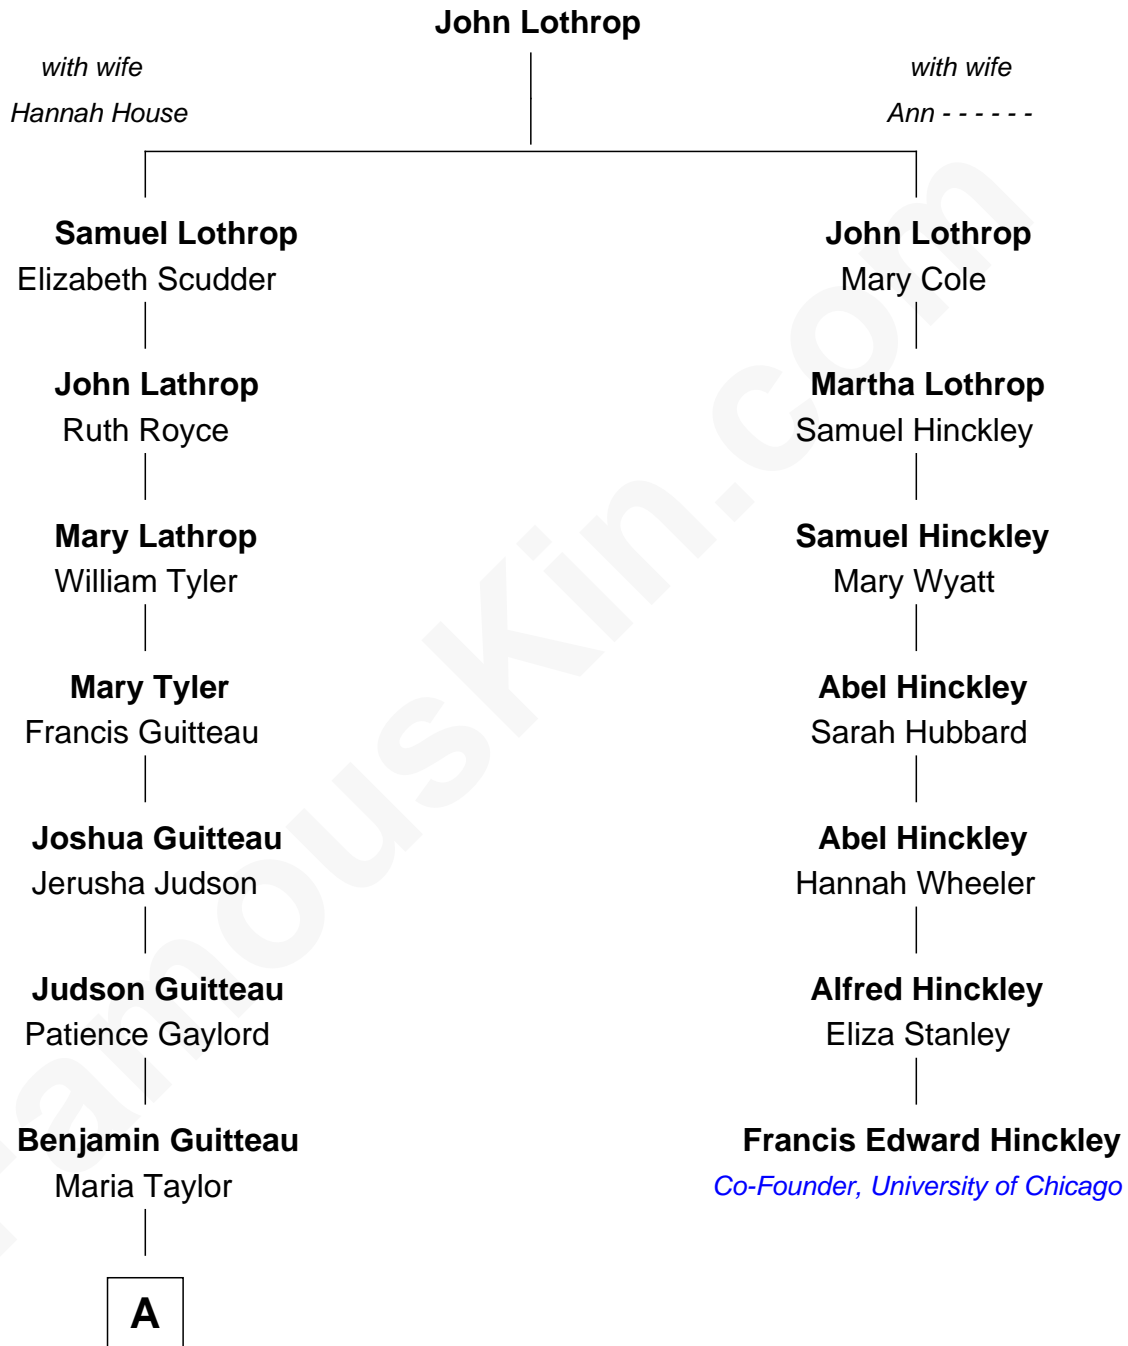 John Lothrop
with wife
Hannah House
with wife
Ann - - - - - -
Samuel Lothrop
Elizabeth Scudder
John Lothrop
Mary Cole
John Lathrop
Ruth Royce
Martha Lothrop
Samuel Hinckley
Mary Lathrop
William Tyler
Samuel Hinckley
Mary Wyatt
Mary Tyler
Francis Guitteau
Abel Hinckley
Sarah Hubbard
Joshua Guitteau
Jerusha Judson
Abel Hinckley
Hannah Wheeler
Judson Guitteau
Patience Gaylord
Alfred Hinckley
Eliza Stanley
Benjamin Guitteau
Maria Taylor
Francis Edward Hinckley
Co-Founder, University of Chicago
A
FamousKin.com